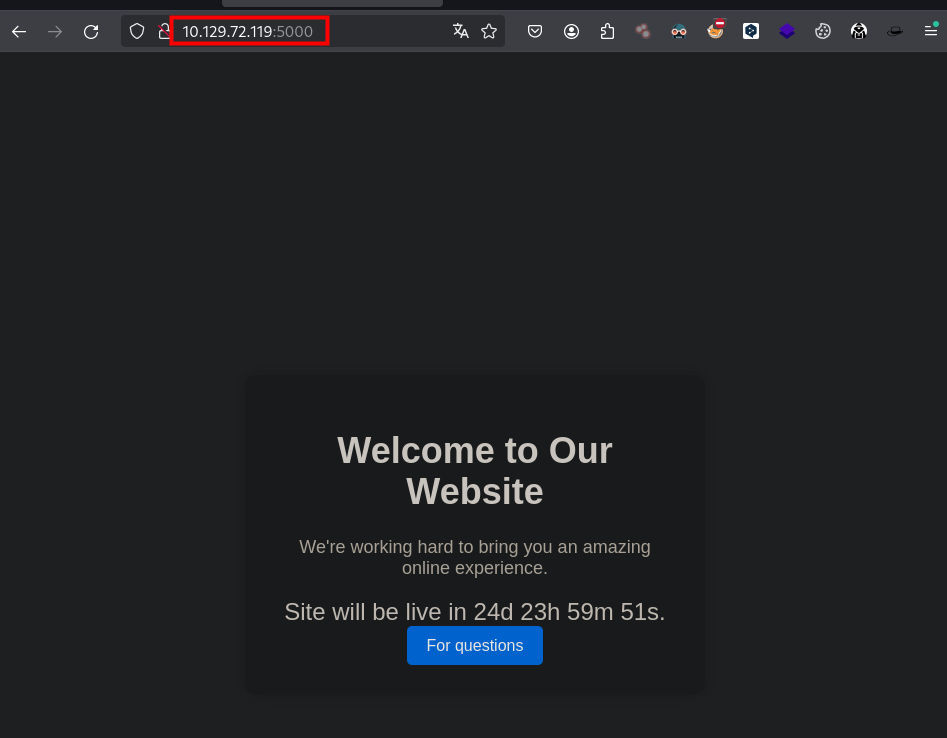 10.129.72.119:5000
Welcome to Our
Website
We're working hard to bring you an amazing
online experience.
Site will be live in 24d 23h 59m 51s.
For questions